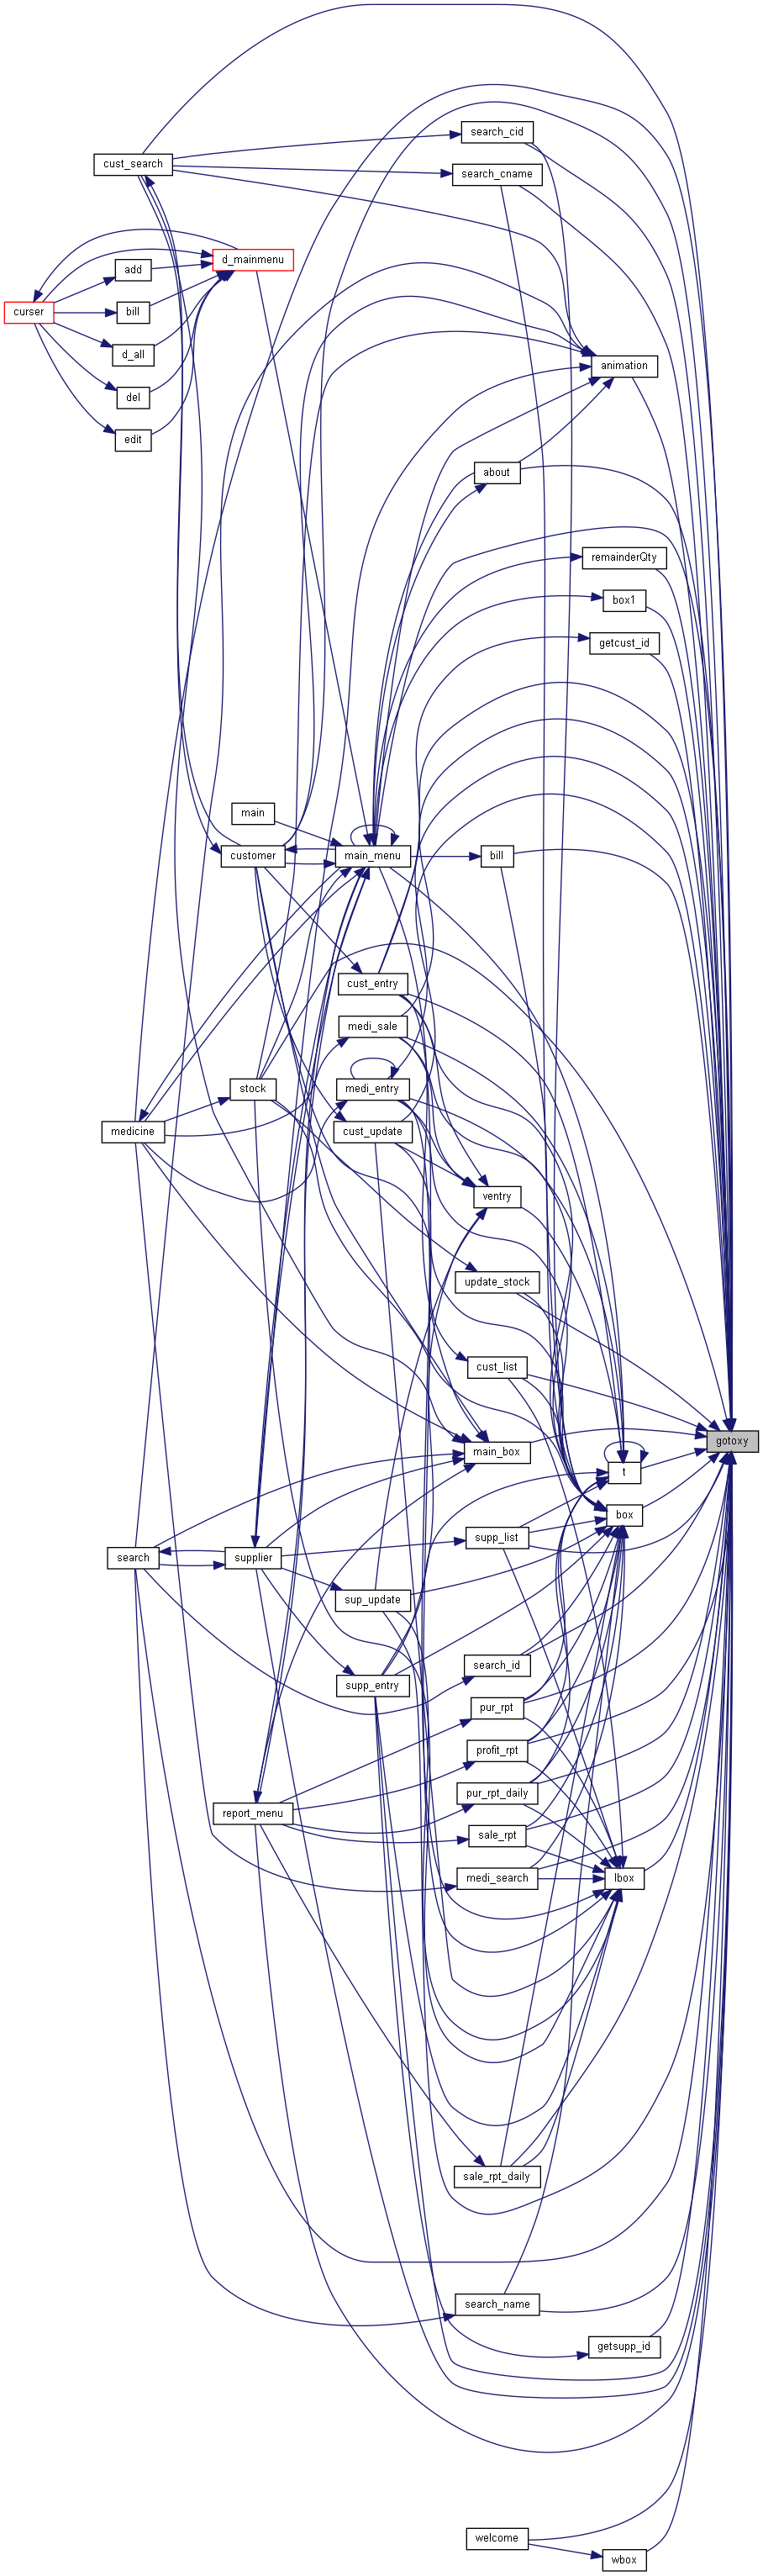 search_cid
cust_search
search_cname
d_mainmenu
add
curser
bill
d_all
animation
del
edit
about
remainderQty
box1
getcust_id
main
customer
main_menu
bill
cust_entry
medi_sale
stock
medi_entry
medicine
cust_update
ventry
update_stock
cust_list
gotoxy
main_box
t
box
supp_list
search
supplier
sup_update
search_id
supp_entry
pur_rpt
profit_rpt
pur_rpt_daily
report_menu
sale_rpt
medi_search
lbox
sale_rpt_daily
search_name
getsupp_id
welcome
wbox